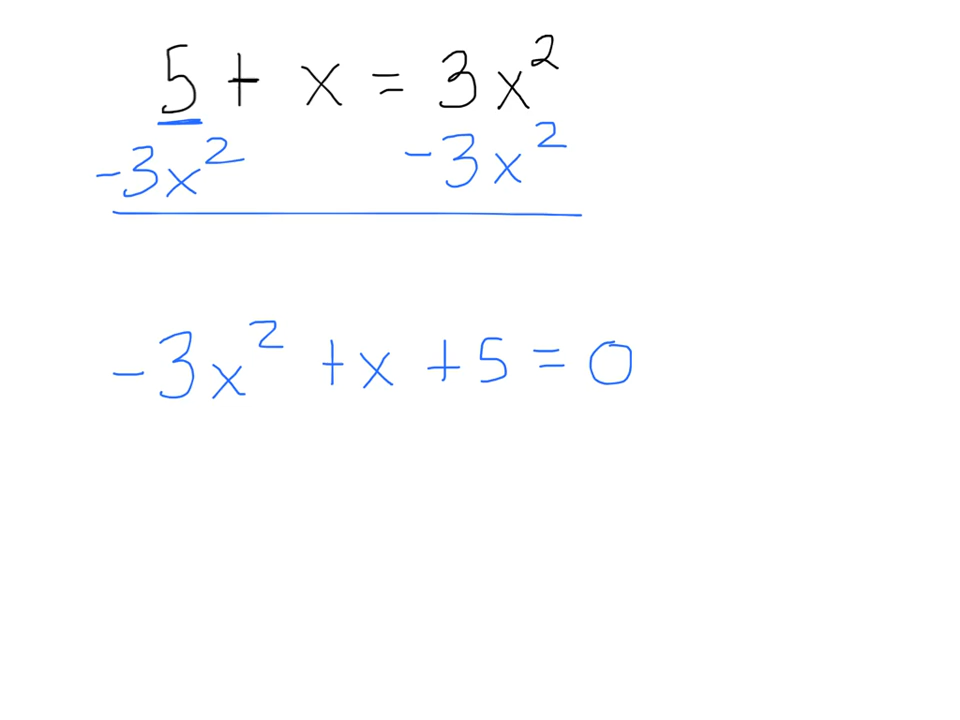 5 + x = 3x²
-3x² -3x²
-3x² + x + 5 = 0